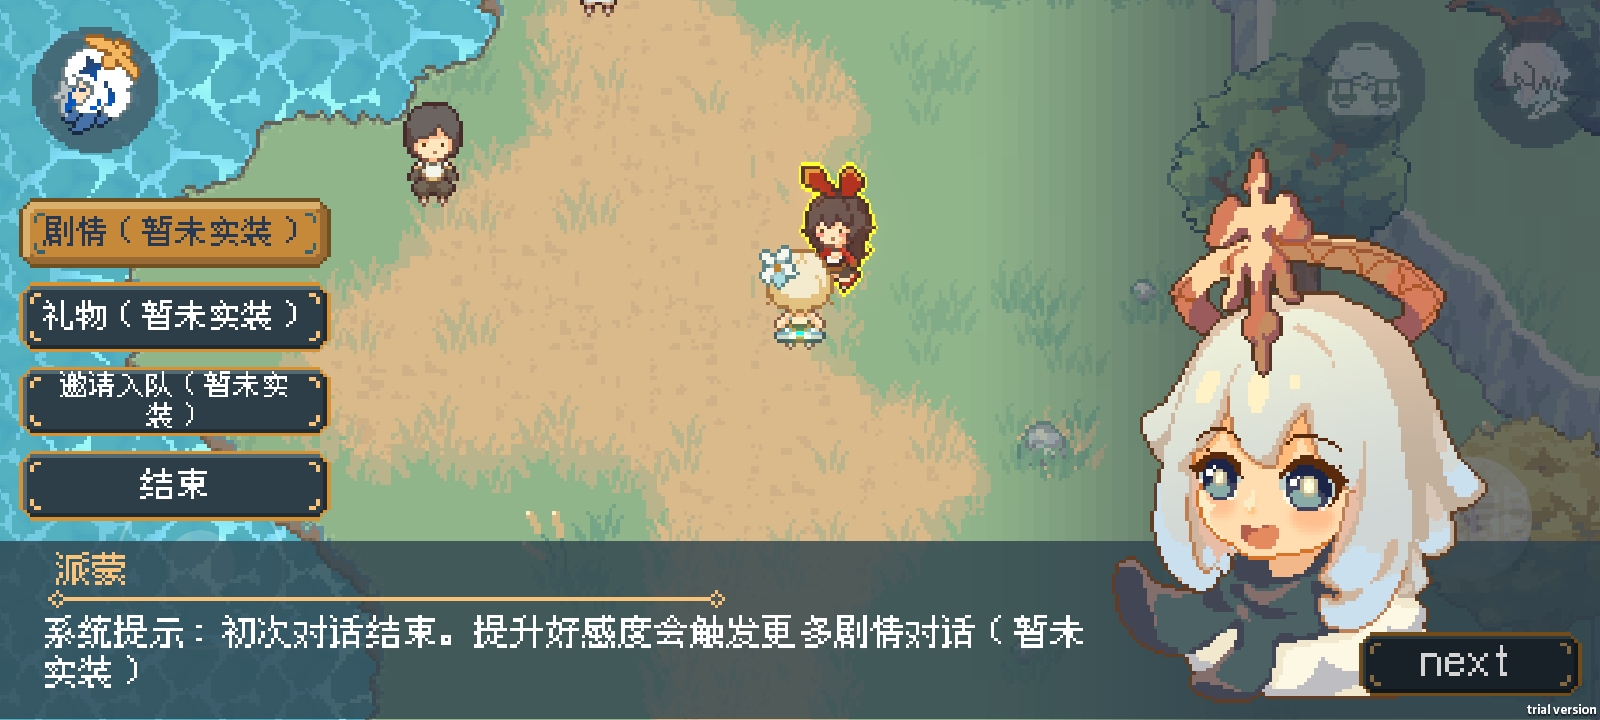 剧情（暂未实装）
礼物（暂未实装）
邀请入队（暂未实
装）
结束
派蒙
系统提示：初次对话结束。提升好感度会触发更多剧情对话（暂未
实装）
next
trial version